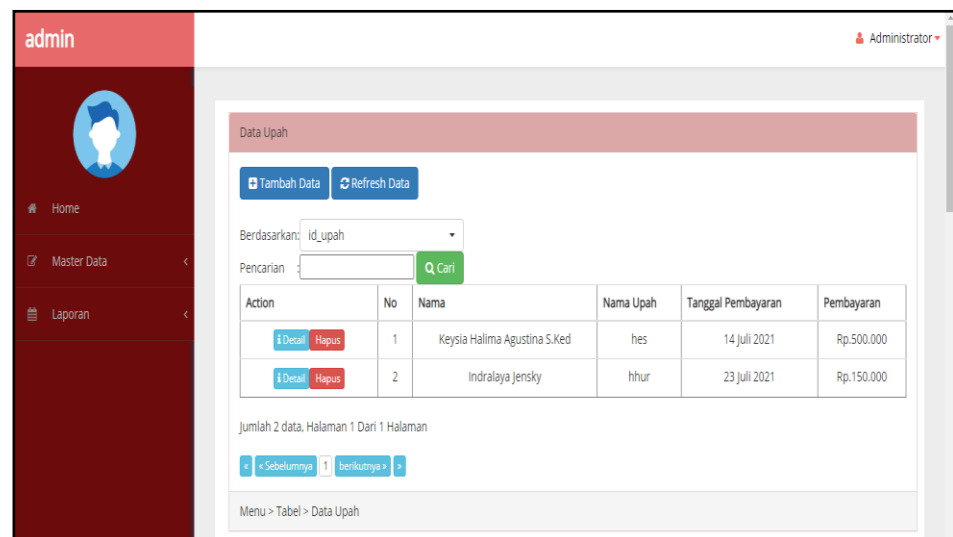 admin
Administrator
Home
Master Data
Laporan
Data Upah
Tambah Data Refresh Data
Berdasarkan: id_upah
Pencarian : Cari
Action No Nama Nama Upah Tanggal Pembayaran Pembayaran
i Detail Hapus 1 Keysia Halima Agustina S.Ked hes 14 Juli 2021 Rp.500.000
i Detail Hapus 2 Indralaya Jensky hhur 23 Juli 2021 Rp.150.000
Jumlah 2 data, Halaman 1 Dari 1 Halaman
« « Sebelumnya 1 berikutnya » »
Menu > Tabel > Data Upah